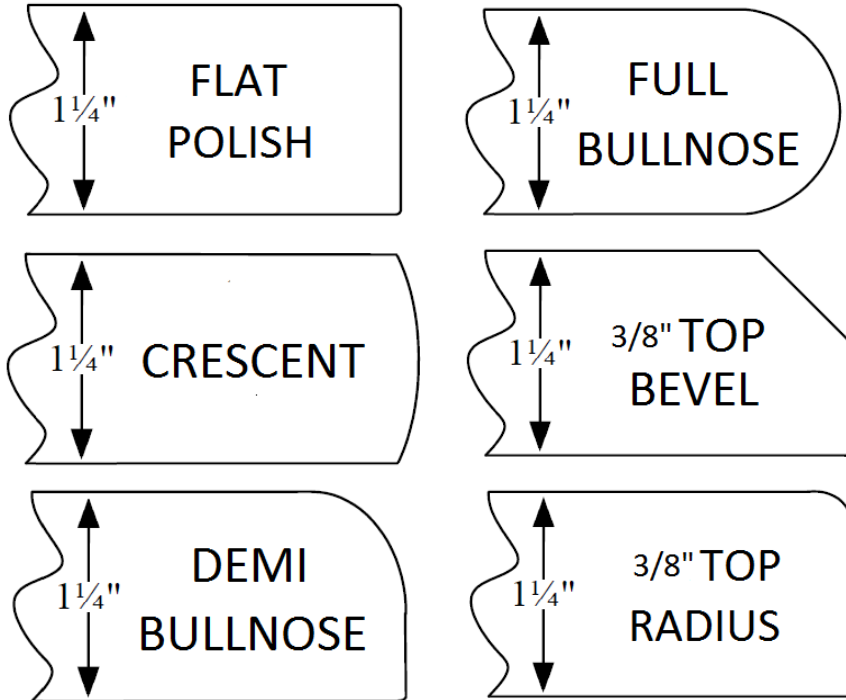 1¼"
FLAT
POLISH
1¼"
FULL
BULLNOSE
1¼"
CRESCENT
1¼"
3/8" TOP
BEVEL
1¼"
DEMI
BULLNOSE
1¼"
3/8" TOP
RADIUS